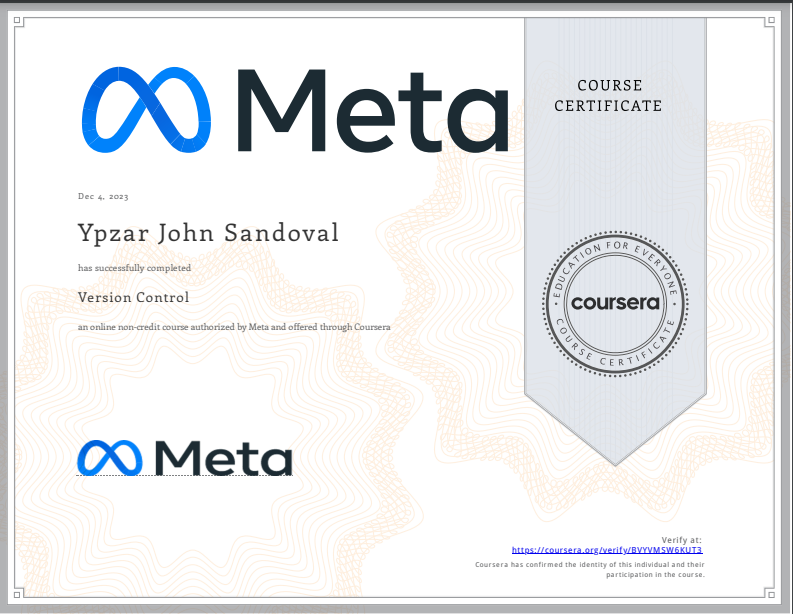 Meta
COURSE
CERTIFICATE
Dec 4, 2023
Ypzar John Sandoval
has successfully completed
Version Control
an online non-credit course authorized by Meta and offered through Coursera
EDUCATION FOR EVERYONE
coursera
COURSE CERTIFICATE
Meta
Verify at:
https://coursera.org/verify/BVYVMSW6KUT3
Coursera has confirmed the identity of this individual and their
participation in the course.